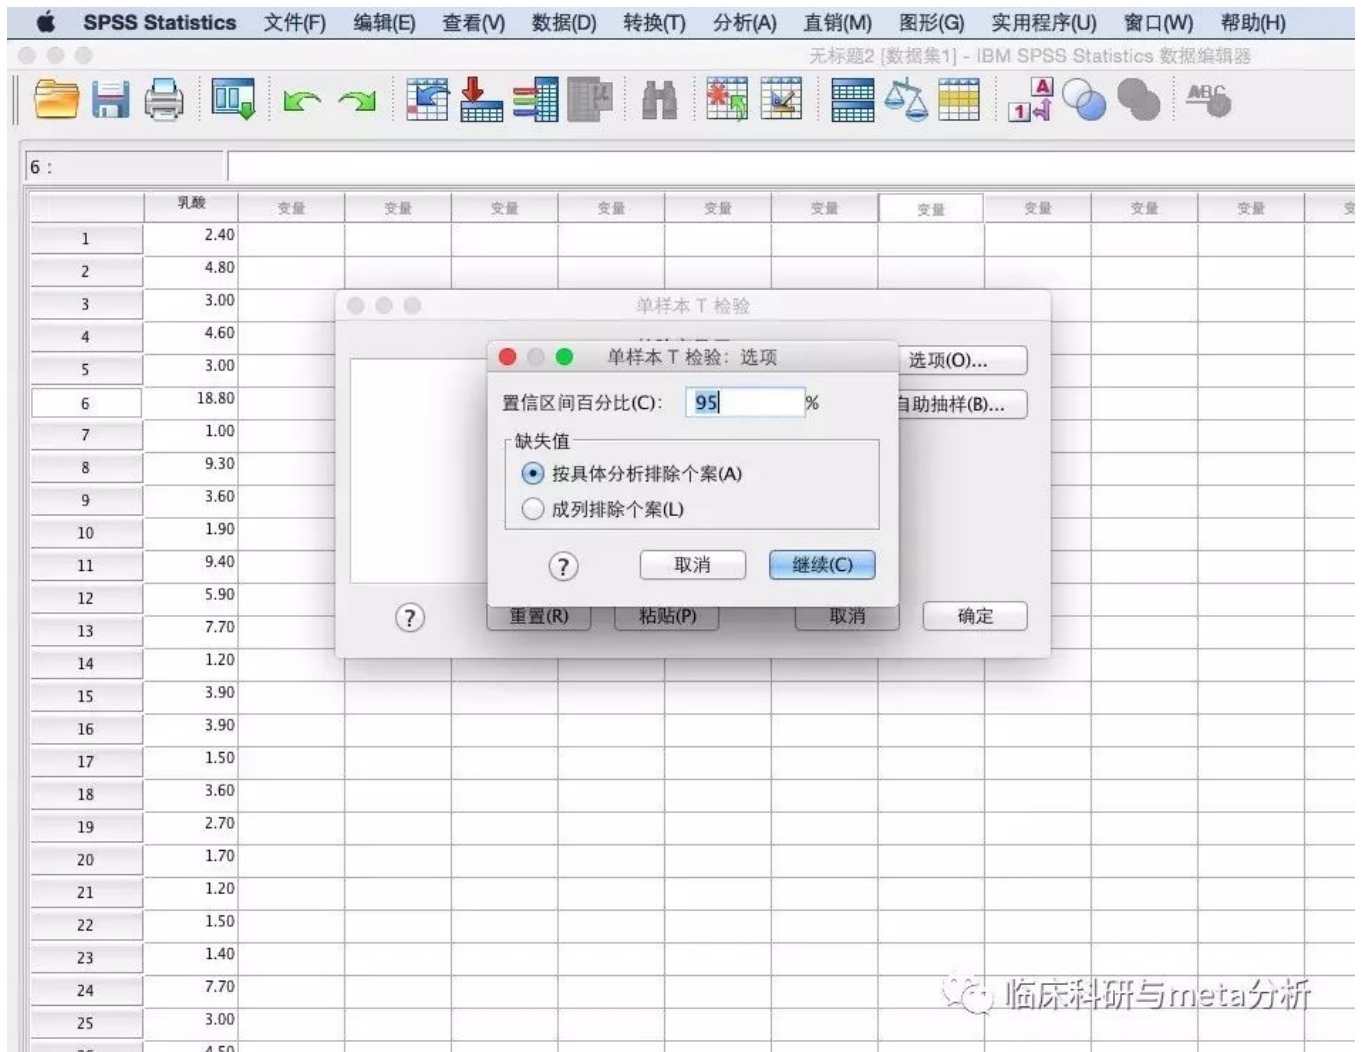 SPSS Statistics 文件(F) 编辑(E) 查看(V) 数据(D) 转换(T) 分析(A) 直销(M) 图形(G) 实用程序(U) 窗口(W) 帮助(H)
无标题2 [数据集1] - IBM SPSS Statistics 数据编辑器
A
1
ABC
6 :
乳酸 变量 变量 变量 变量 变量 变量 变量 变量 变量 变量
1 2.40
2 4.80
3 3.00
单样本 T 检验
4 4.60
单样本 T 检验: 选项
5 3.00
选项(O)...
6 18.80
置信区间百分比(C): 95 %
自助抽样(B)...
7 1.00
缺失值
8 9.30
按具体分析排除个案(A)
9 3.60
成列排除个案(L)
10 1.90
11 9.40
? 取消 继续(C)
12 5.90
? 重置(R) 粘贴(P) 取消 确定
13 7.70
14 1.20
15 3.90
16 3.90
17 1.50
18 3.60
19 2.70
20 1.70
21 1.20
22 1.50
23 1.40
24 7.70
临床科研与meta分析
25 3.00
4.50